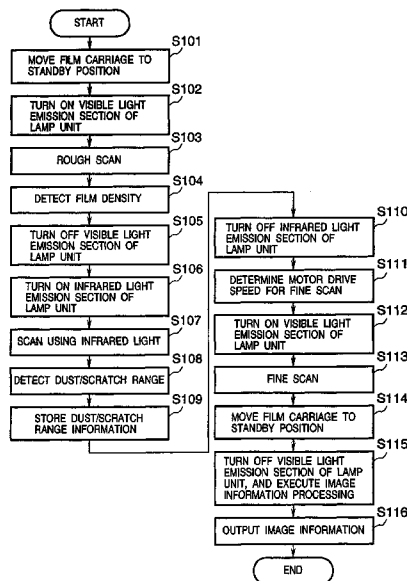 START
S101
MOVE FILM CARRIAGE TO
STANDBY POSITION
S102
TURN ON VISIBLE LIGHT
EMISSION SECTION OF
LAMP UNIT
S103
ROUGH SCAN
S104
DETECT FILM DENSITY
S105
TURN OFF VISIBLE LIGHT
EMISSION SECTION OF
LAMP UNIT
S106
TURN ON INFRARED LIGHT
EMISSION SECTION OF
LAMP UNIT
S107
SCAN USING INFRARED LIGHT
S108
DETECT DUST/SCRATCH RANGE
S109
STORE DUST/SCRATCH
RANGE INFORMATION
S110
TURN OFF INFRARED LIGHT
EMISSION SECTION OF
LAMP UNIT
S111
DETERMINE MOTOR DRIVE
SPEED FOR FINE SCAN
S112
TURN ON VISIBLE LIGHT
EMISSION SECTION OF
LAMP UNIT
S113
FINE SCAN
S114
MOVE FILM CARRIAGE TO
STANDBY POSITION
S115
TURN OFF VISIBLE LIGHT
EMISSION SECTION OF LAMP
UNIT, AND EXECUTE IMAGE
INFORMATION PROCESSING
S116
OUTPUT IMAGE INFORMATION
END